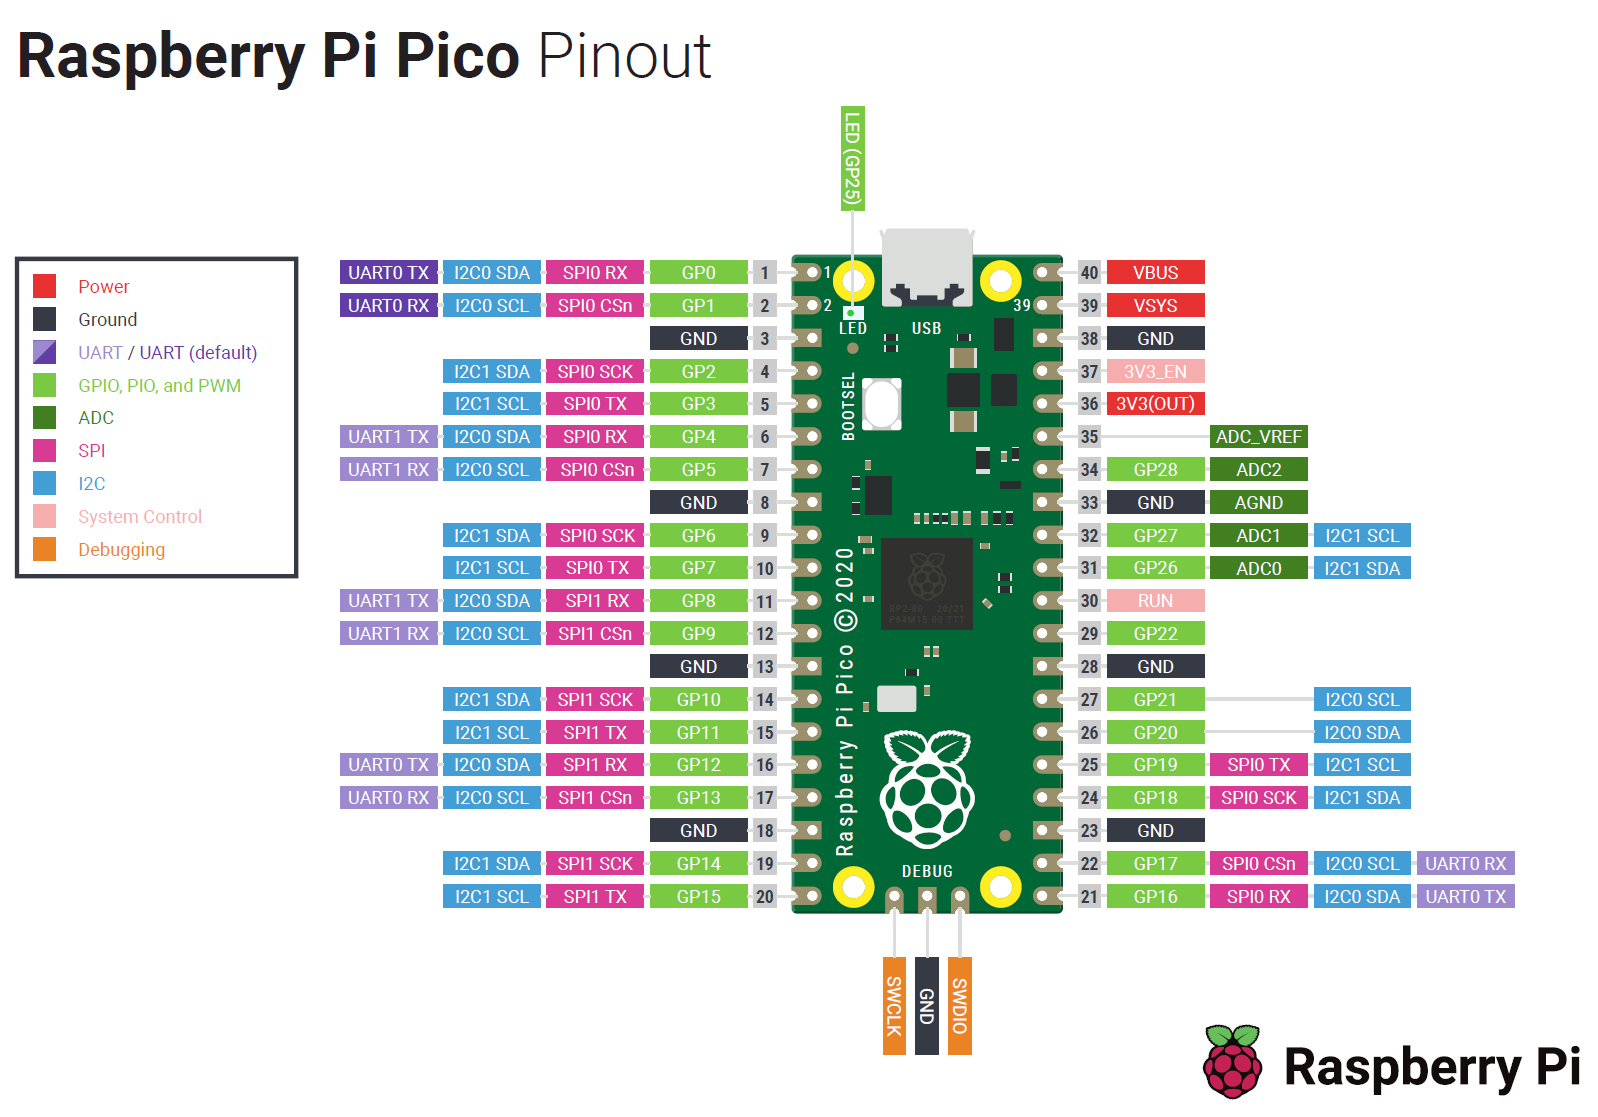 Raspberry Pi Pico Pinout
LED (GP25)
Power
Ground
UART / UART (default)
GPIO, PIO, and PWM
ADC
SPI
I2C
System Control
Debugging
UART0 TX I2C0 SDA SPI0 RX GP0 1
UART0 RX I2C0 SCL SPI0 CSn GP1 2
GND 3
I2C1 SDA SPI0 SCK GP2 4
I2C1 SCL SPI0 TX GP3 5
UART1 TX I2C0 SDA SPI0 RX GP4 6
UART1 RX I2C0 SCL SPI0 CSn GP5 7
GND 8
I2C1 SDA SPI0 SCK GP6 9
I2C1 SCL SPI0 TX GP7 10
UART1 TX I2C0 SDA SPI1 RX GP8 11
UART1 RX I2C0 SCL SPI1 CSn GP9 12
GND 13
I2C1 SDA SPI1 SCK GP10 14
I2C1 SCL SPI1 TX GP11 15
UART0 TX I2C0 SDA SPI1 RX GP12 16
UART0 RX I2C0 SCL SPI1 CSn GP13 17
GND 18
I2C1 SDA SPI1 SCK GP14 19
I2C1 SCL SPI1 TX GP15 20
1
2
39
LED
USB
BOOTSEL
Raspberry Pi Pico ©2020
DEBUG
40 VBUS
39 VSYS
38 GND
37 3V3_EN
36 3V3(OUT)
35 ADC_VREF
34 GP28 ADC2
33 GND AGND
32 GP27 ADC1 I2C1 SCL
31 GP26 ADC0 I2C1 SDA
30 RUN
29 GP22
28 GND
27 GP21 I2C0 SCL
26 GP20 I2C0 SDA
25 GP19 SPI0 TX I2C1 SCL
24 GP18 SPI0 SCK I2C1 SDA
23 GND
22 GP17 SPI0 CSn I2C0 SCL UART0 RX
21 GP16 SPI0 RX I2C0 SDA UART0 TX
SWCLK
GND
SWDIO
Raspberry Pi